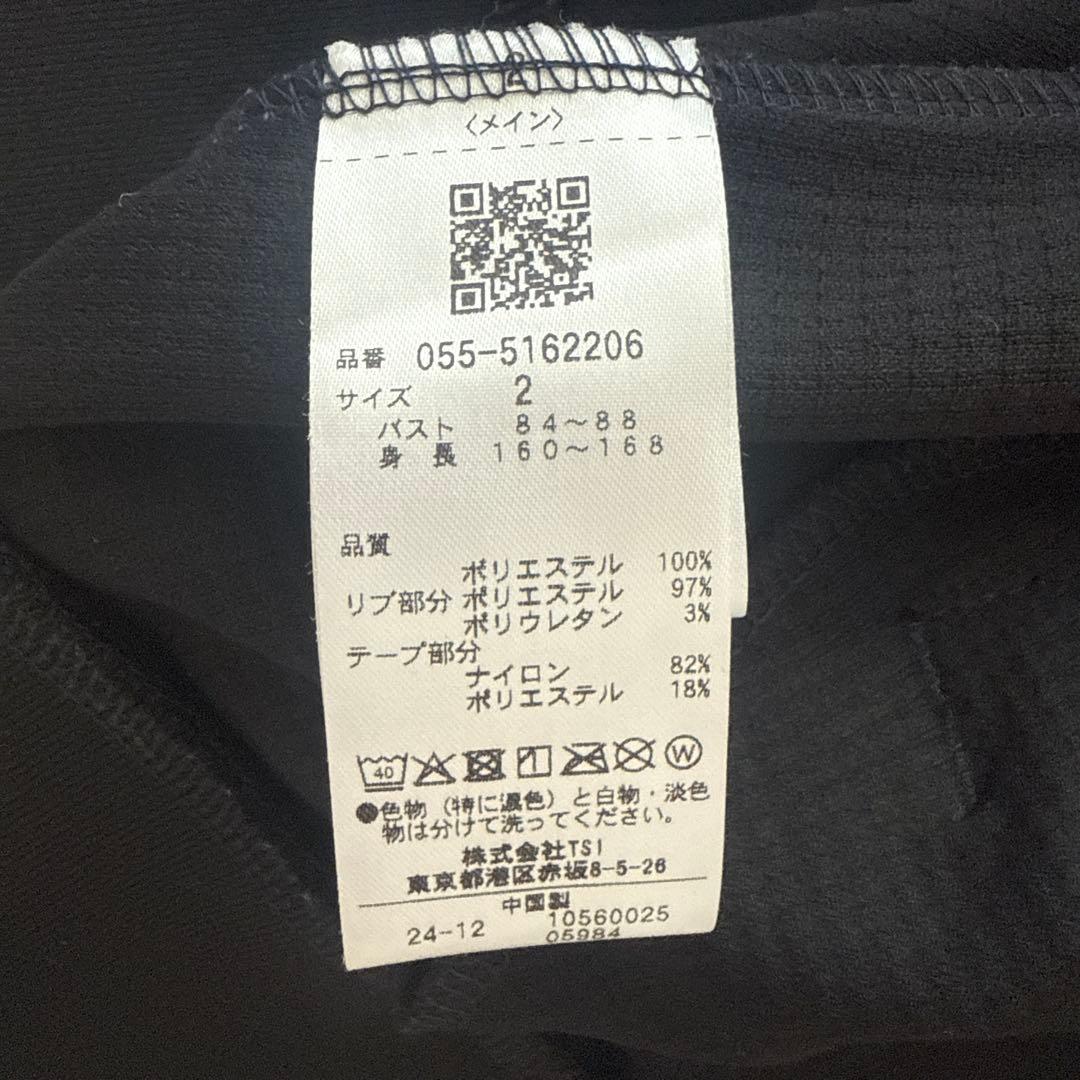 2
〈メイン〉
品番 055-5162206
サイズ 2
バスト 84～88
身長 160～168
品質
ポリエステル 100%
リブ部分 ポリエステル 97%
ポリウレタン 3%
テープ部分
ナイロン 82%
ポリエステル 18%
40 W
●色物（特に濃色）と白物・淡色
物は分けて洗ってください。
株式会社TSI
東京都港区赤坂8-5-26
中国製
24-12 10560025
05984